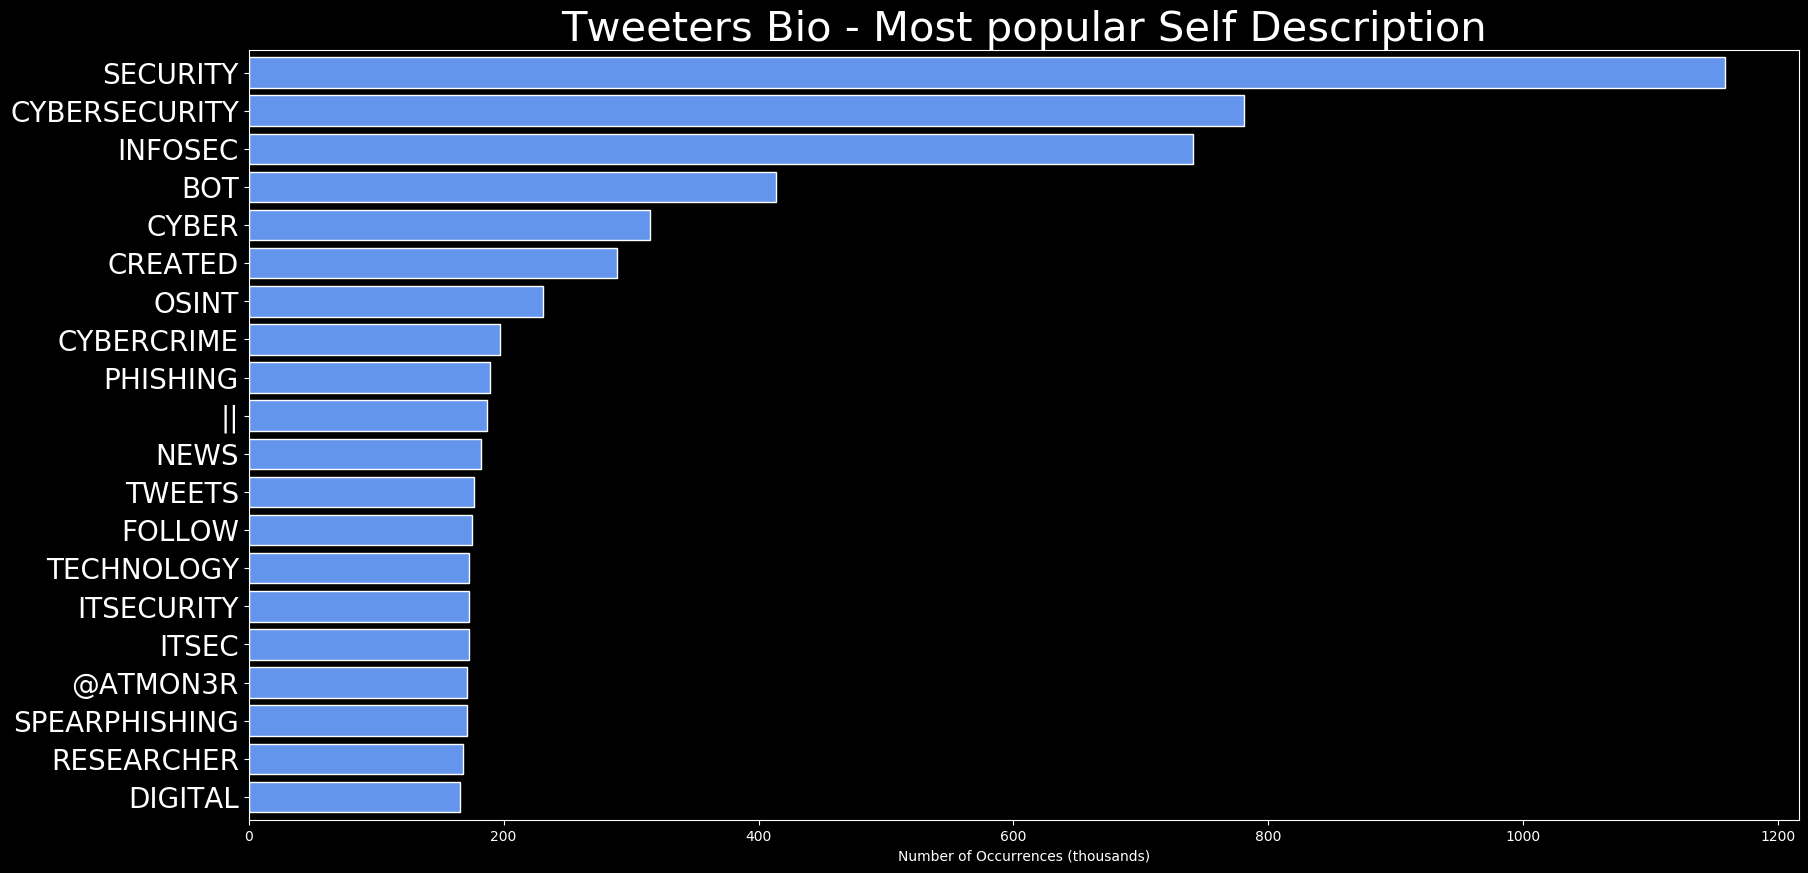 Tweeters Bio - Most popular Self Description
SECURITY
CYBERSECURITY
INFOSEC
BOT
CYBER
CREATED
OSINT
CYBERCRIME
PHISHING
||
NEWS
TWEETS
FOLLOW
TECHNOLOGY
ITSECURITY
ITSEC
@ATMON3R
SPEARPHISHING
RESEARCHER
DIGITAL
0 200 400 600 800 1000 1200
Number of Occurrences (thousands)